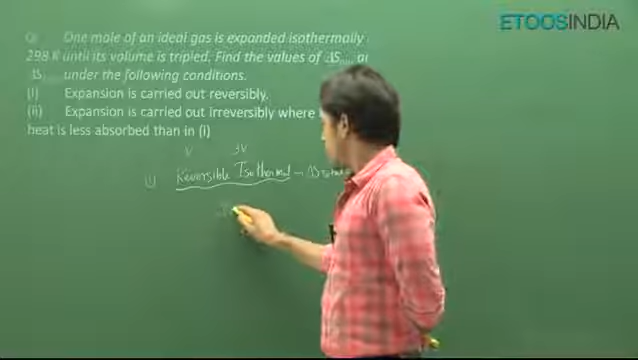 ETOOSINDIA
Q: One mole of an ideal gas is expanded isothermally
298 K until its volume is tripled. Find the values of ΔS
ΔS under the following conditions.
(i) Expansion is carried out reversibly.
(ii) Expansion is carried out irreversibly where
heat is less absorbed than in (i)
V 3V
(i) Reversible Isothermal –